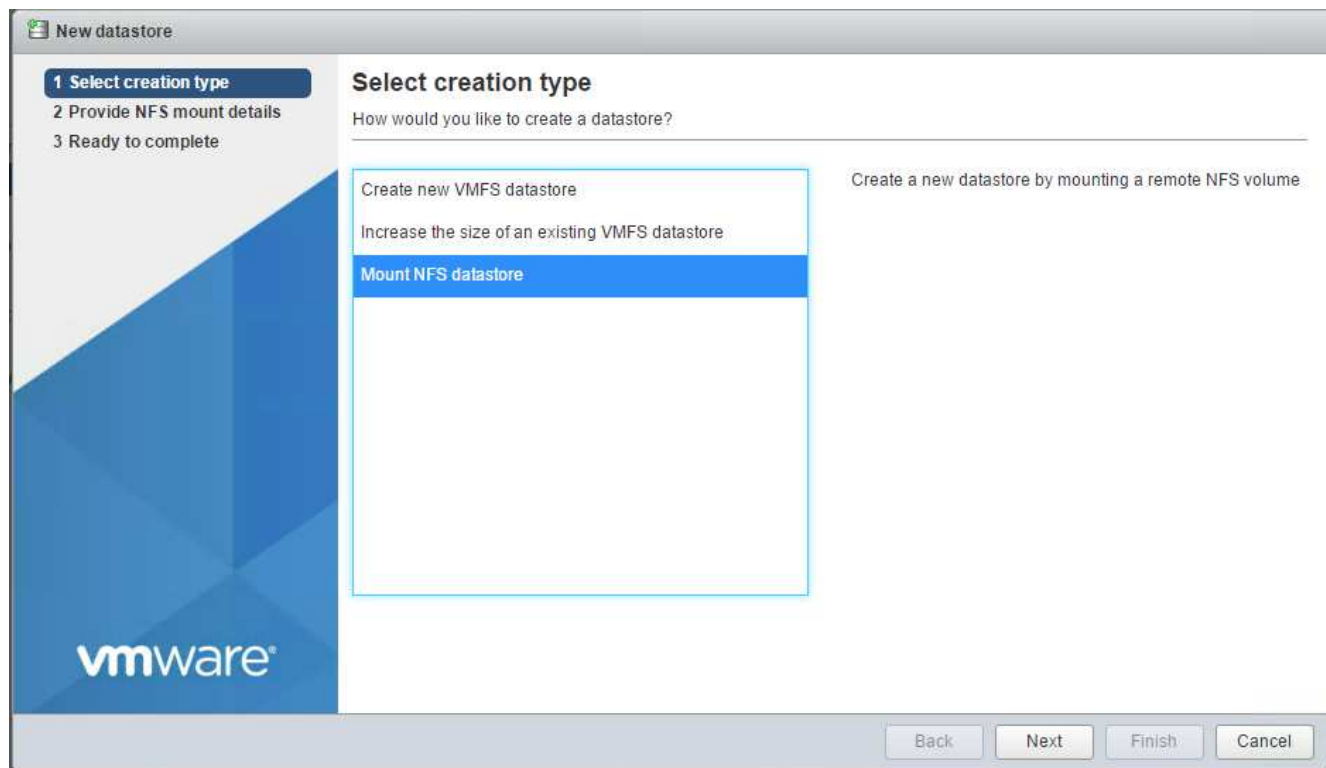 New datastore
1 Select creation type
2 Provide NFS mount details
3 Ready to complete
Select creation type
How would you like to create a datastore?
Create new VMFS datastore
Increase the size of an existing VMFS datastore
Mount NFS datastore
Create a new datastore by mounting a remote NFS volume
vmware®
Back Next Finish Cancel